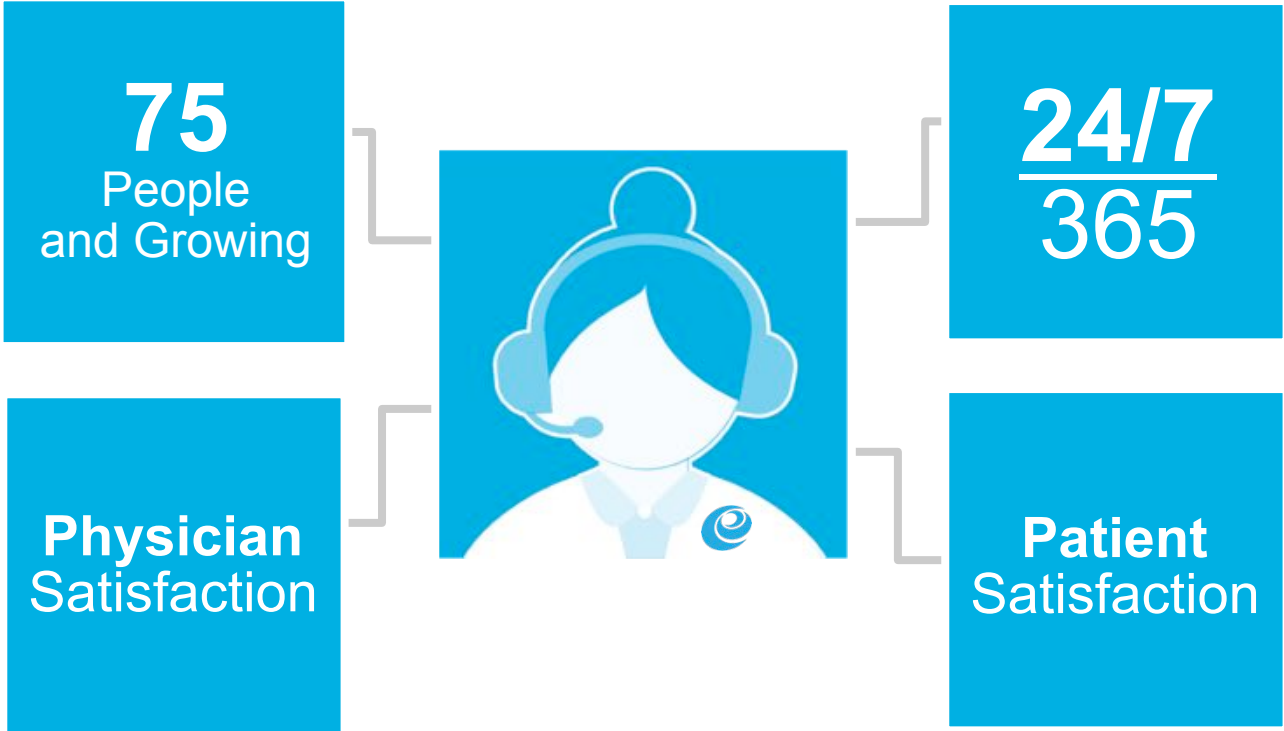 75
People
and Growing
24/7
365
Physician
Satisfaction
Patient
Satisfaction